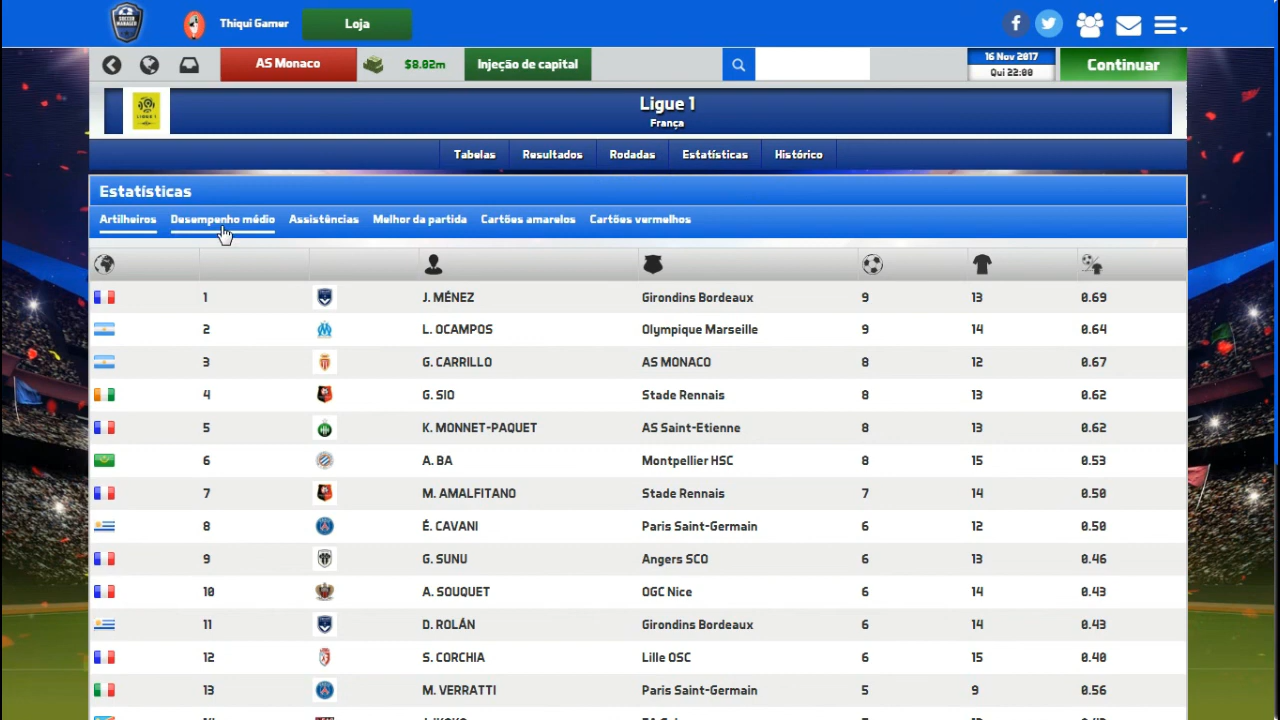 SOCCER MANAGER
Thiqui Gamer
Loja
AS Monaco
$8.02m
Injeção de capital
16 Nov 2017
Qui 22:00
Continuar
LIGUE 1
Ligue 1
França
Tabelas Resultados Rodadas Estatísticas Histórico
Estatísticas
Artilheiros Desempenho médio Assistências Melhor da partida Cartões amarelos Cartões vermelhos
1 J. MÉNEZ Girondins Bordeaux 9 13 0.69
2 L. OCAMPOS Olympique Marseille 9 14 0.64
3 G. CARRILLO AS MONACO 8 12 0.67
4 G. SIO Stade Rennais 8 13 0.62
5 K. MONNET-PAQUET AS Saint-Etienne 8 13 0.62
6 A. BA Montpellier HSC 8 15 0.53
7 M. AMALFITANO Stade Rennais 7 14 0.50
8 É. CAVANI Paris Saint-Germain 6 12 0.50
9 G. SUNU Angers SCO 6 13 0.46
10 A. SOUQUET OGC Nice 6 14 0.43
11 D. ROLÁN Girondins Bordeaux 6 14 0.43
12 S. CORCHIA Lille OSC 6 15 0.40
13 M. VERRATTI Paris Saint-Germain 5 9 0.56